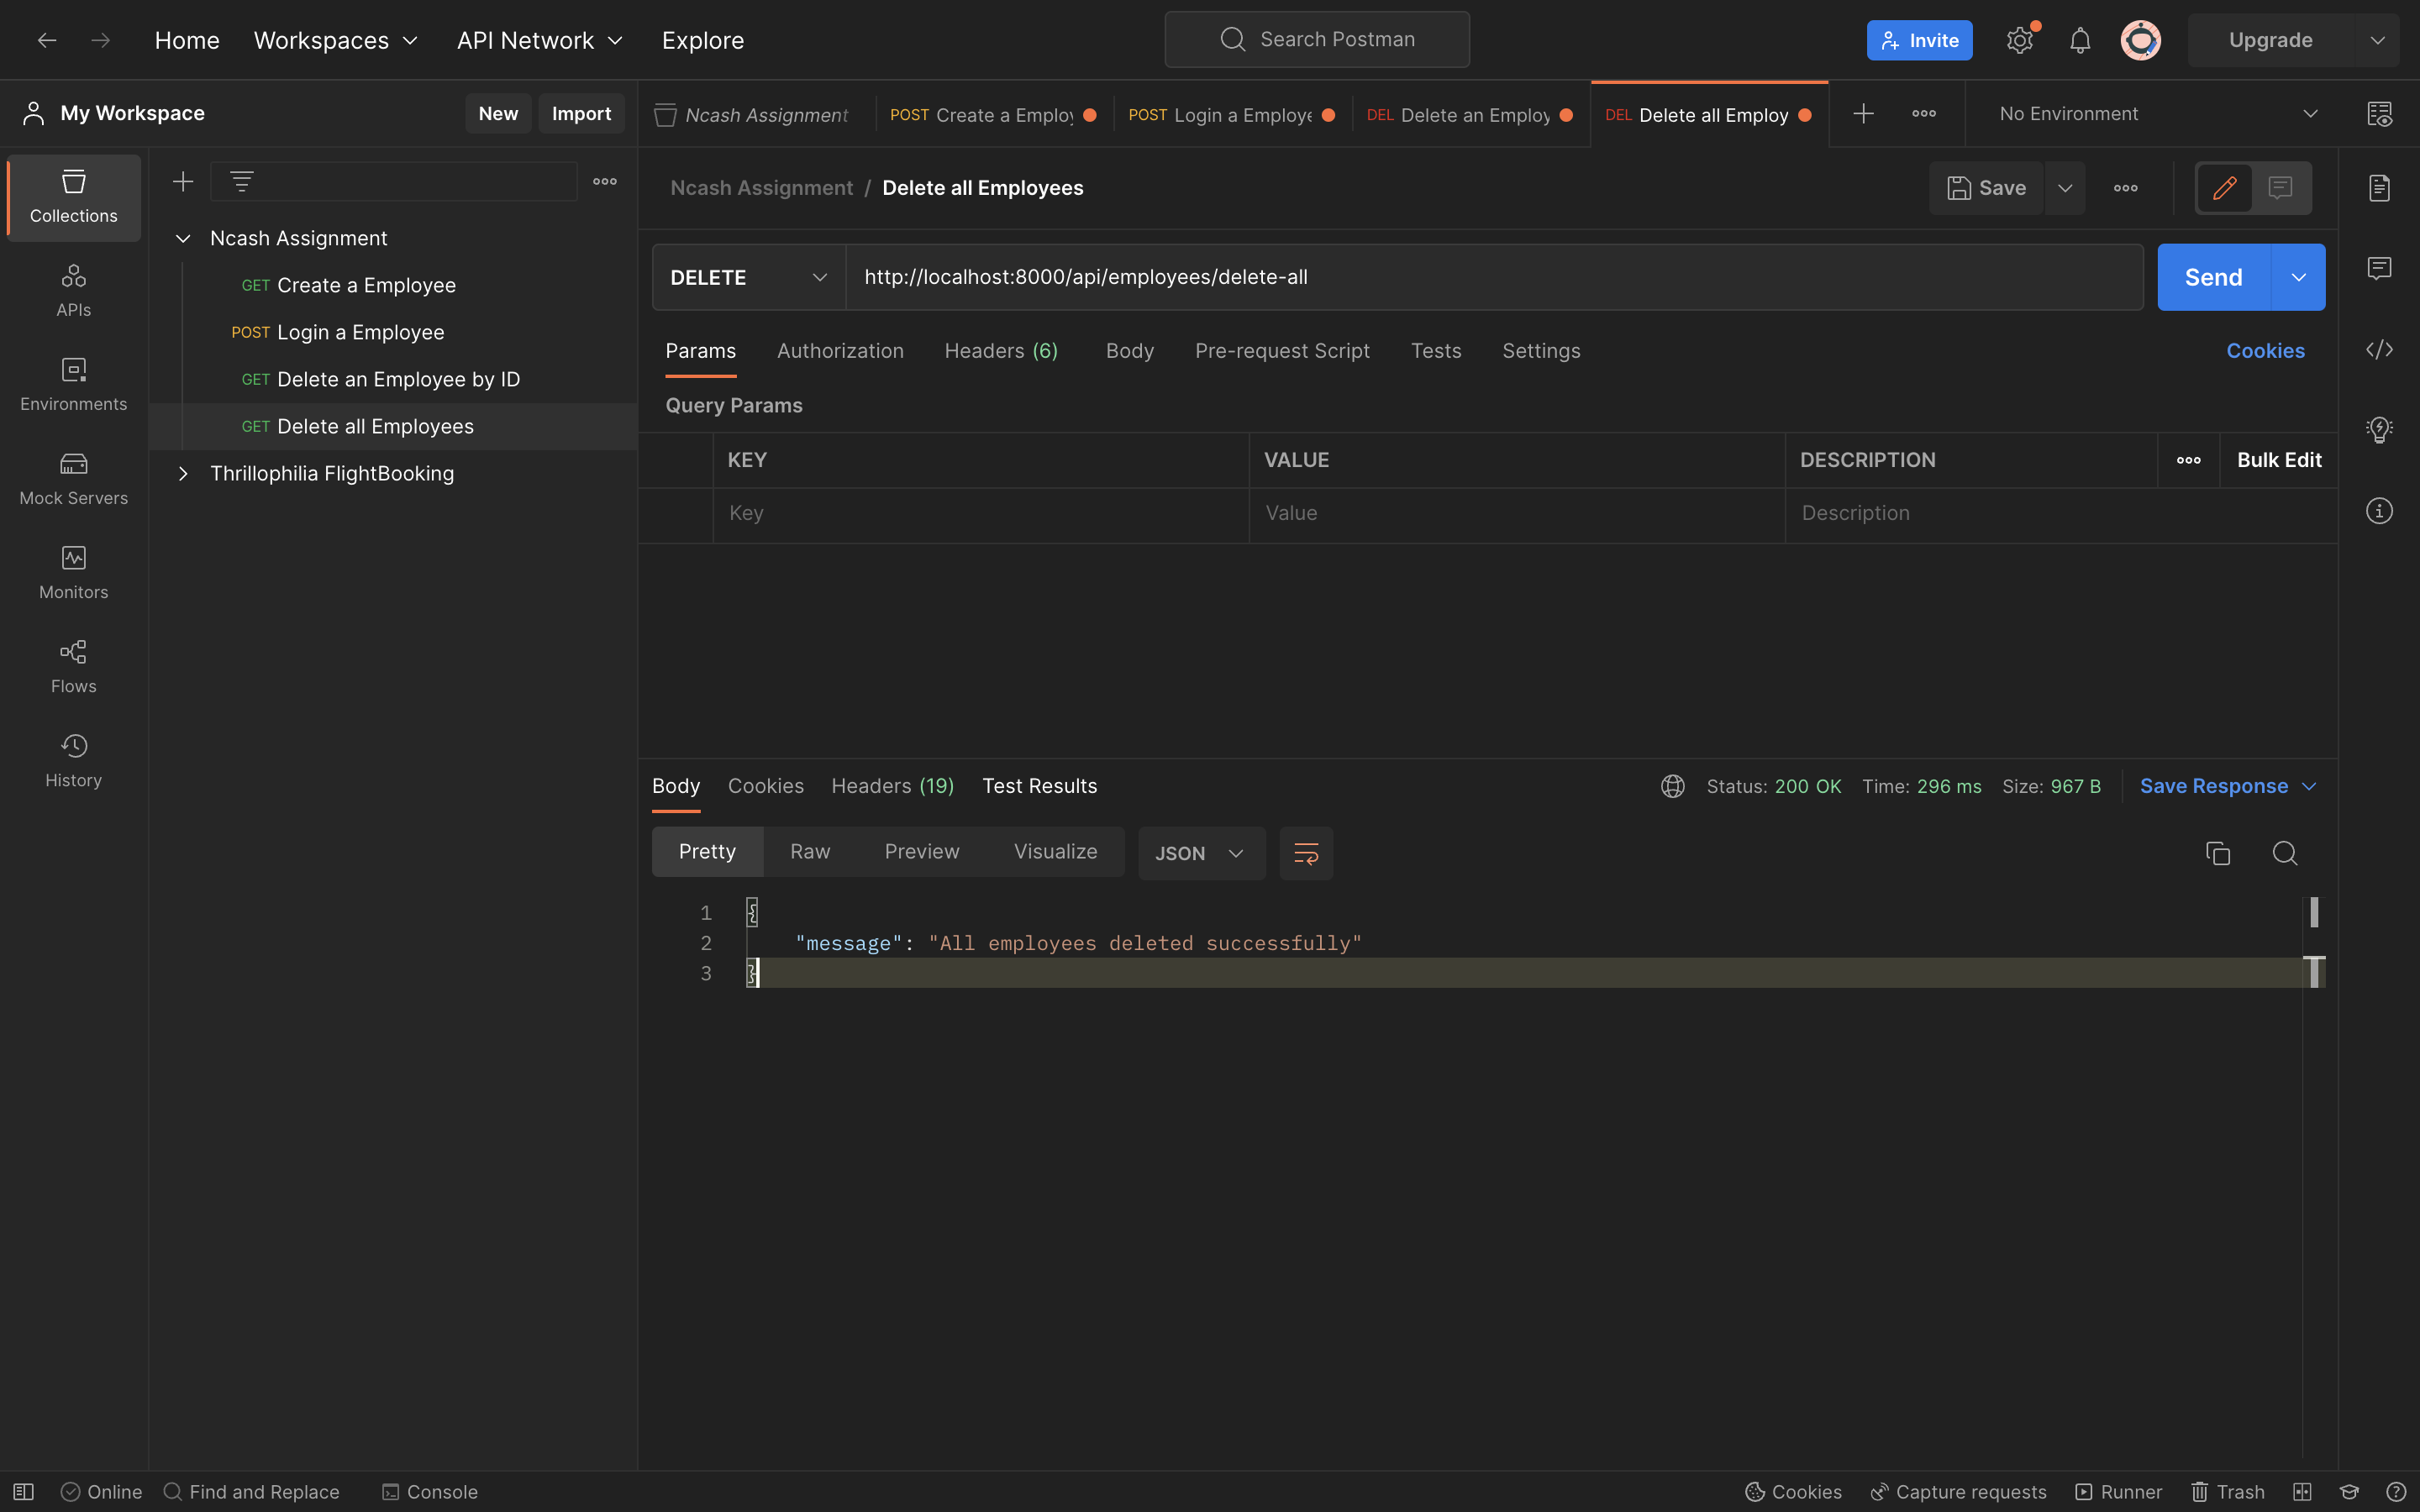 Home Workspaces API Network Explore
Search Postman
Invite Upgrade
My Workspace New Import
Ncash Assignment POST Create a Employ POST Login a Employe DEL Delete an Employ DEL Delete all Employ No Environment
Collections
APIs
Environments
Mock Servers
Monitors
Flows
History
Ncash Assignment
GET Create a Employee
POST Login a Employee
GET Delete an Employee by ID
GET Delete all Employees
Thrillophilia FlightBooking
Ncash Assignment / Delete all Employees Save
DELETE http://localhost:8000/api/employees/delete-all Send
Params Authorization Headers (6) Body Pre-request Script Tests Settings Cookies
Query Params
KEY VALUE DESCRIPTION Bulk Edit
Key Value Description
Body Cookies Headers (19) Test Results Status: 200 OK Time: 296 ms Size: 967 B Save Response
Pretty Raw Preview Visualize JSON
1 {
2 "message": "All employees deleted successfully"
3 }
Online Find and Replace Console Cookies Capture requests Runner Trash